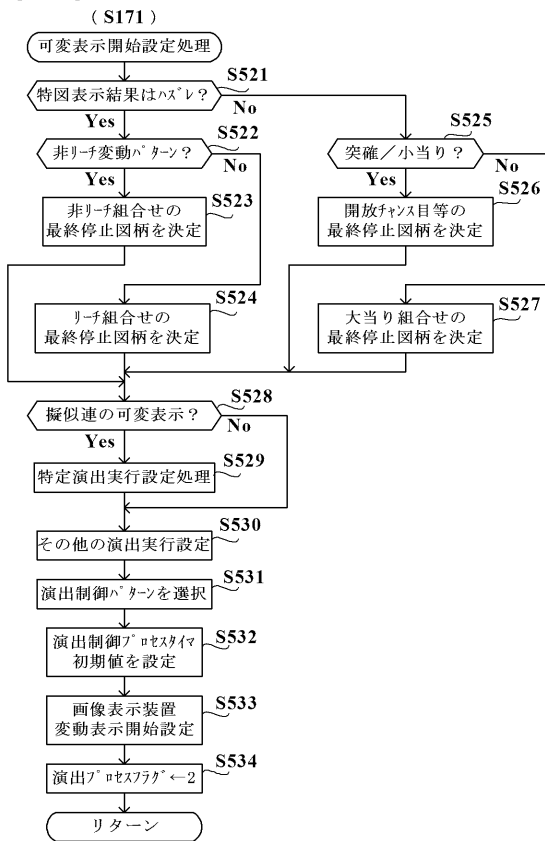 (S171)
可変表示開始設定処理
S521
特図表示結果はﾊｽﾞﾚ？
Yes
No
S522
非ﾘｰﾁ変動ﾊﾟﾀｰﾝ？
Yes
No
S523
非ﾘｰﾁ組合せの
最終停止図柄を決定
S524
ﾘｰﾁ組合せの
最終停止図柄を決定
S525
突確／小当り？
Yes
No
S526
開放ﾁｬﾝｽ目等の
最終停止図柄を決定
S527
大当り組合せの
最終停止図柄を決定
S528
擬似連の可変表示？
Yes
No
S529
特定演出実行設定処理
S530
その他の演出実行設定
S531
演出制御ﾊﾟﾀｰﾝを選択
S532
演出制御ﾌﾟﾛｾｽﾀｲﾏ
初期値を設定
S533
画像表示装置
変動表示開始設定
S534
演出ﾌﾟﾛｾｽﾌﾗｸﾞ←2
リターン